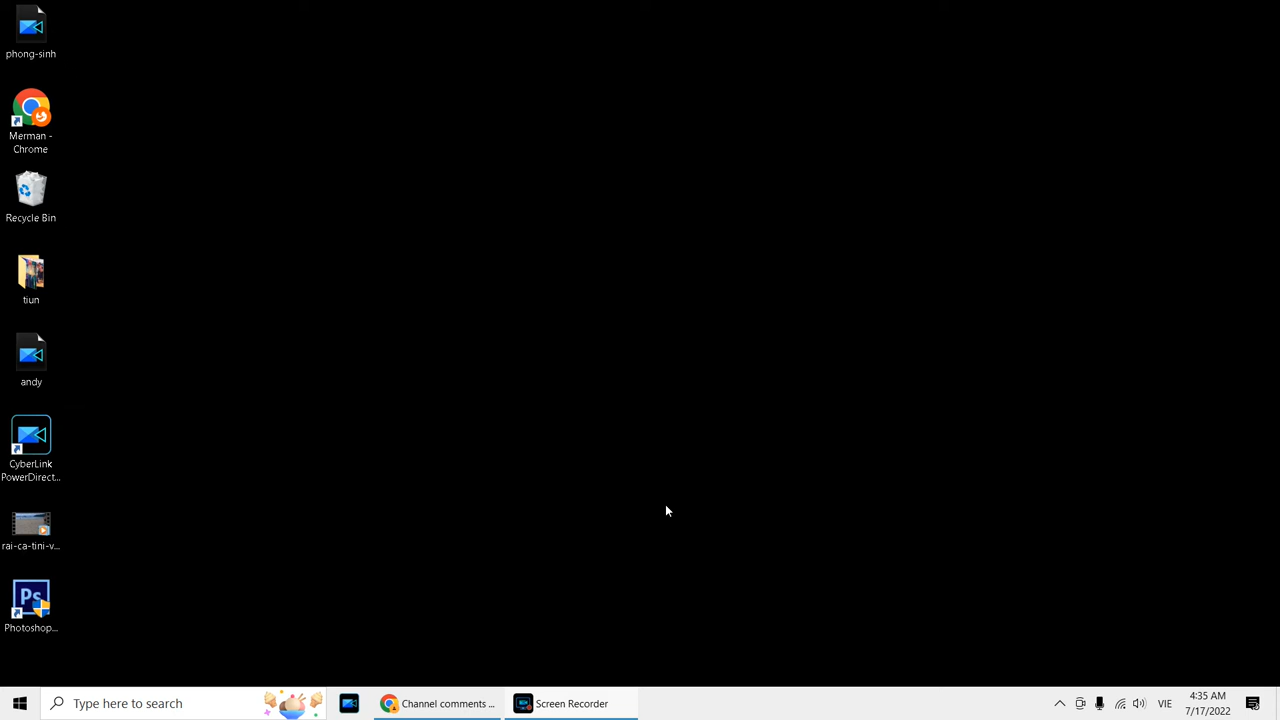 phong-sinh
Merman -
Chrome
Recycle Bin
tiun
andy
CyberLink
PowerDirect...
rai-ca-tini-v...
Ps
Photoshop...
Type here to search
Channel comments ...
Screen Recorder
VIE
4:35 AM
7/17/2022